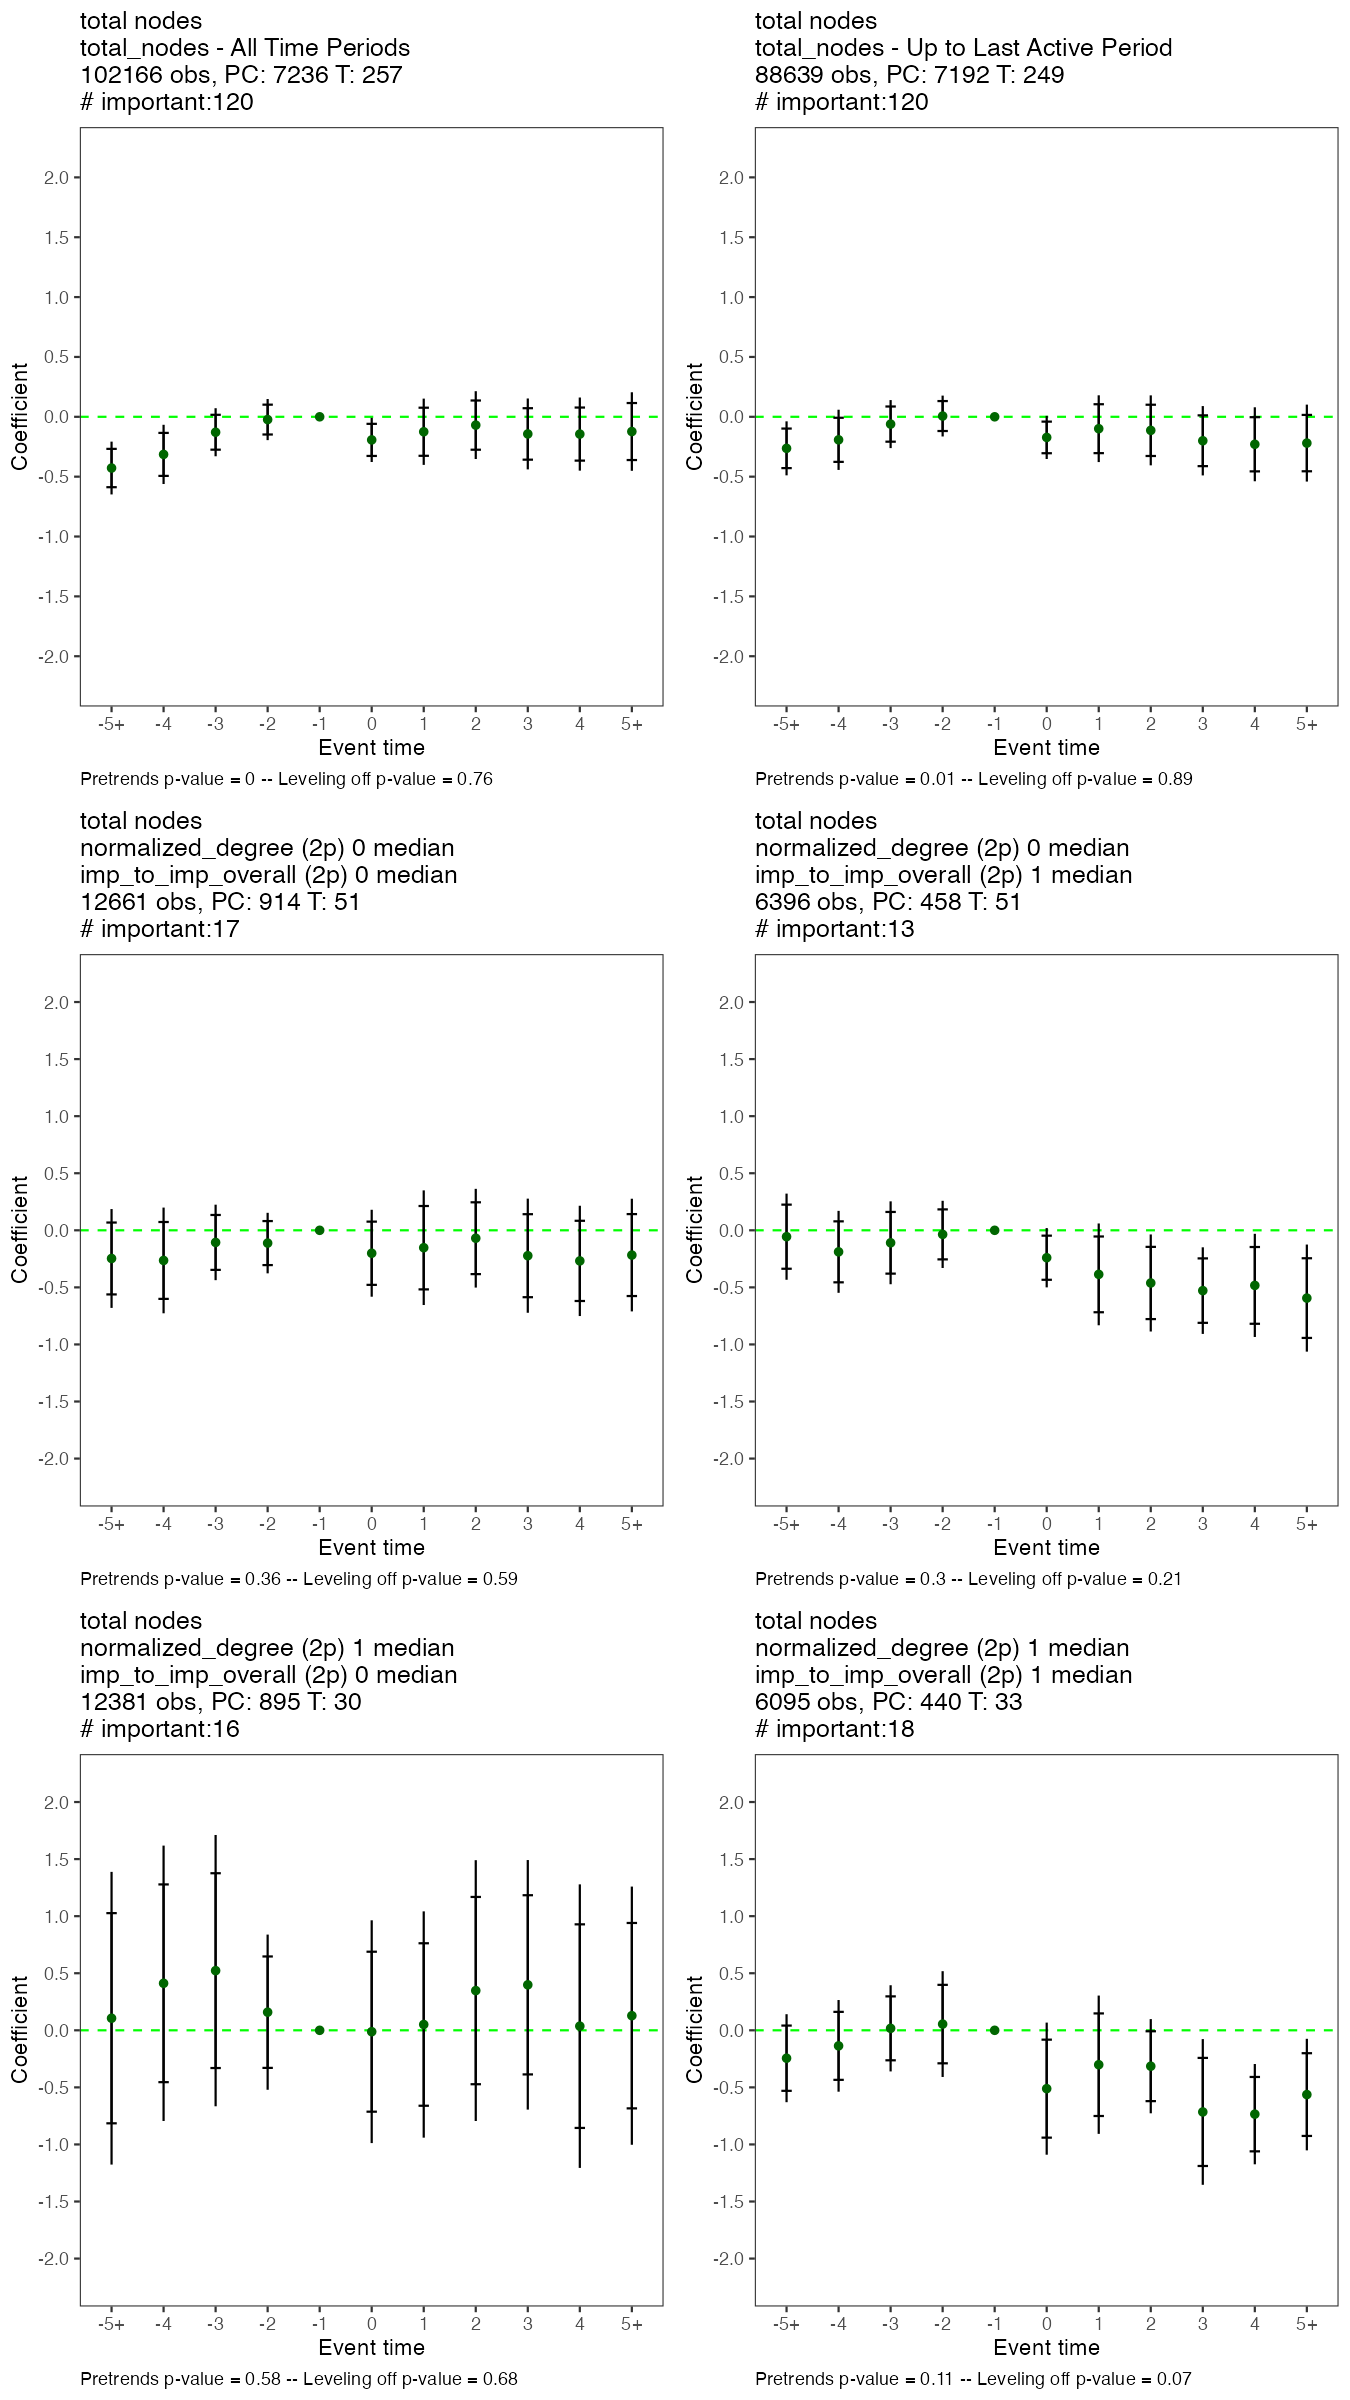 total nodes
total_nodes - All Time Periods
102166 obs, PC: 7236 T: 257
# important:120
2.0
1.5
1.0
0.5
0.0
-0.5
-1.0
-1.5
-2.0
Coefficient
-5+ -4 -3 -2 -1 0 1 2 3 4 5+
Event time
Pretrends p-value = 0 -- Leveling off p-value = 0.76
total nodes
total_nodes - Up to Last Active Period
88639 obs, PC: 7192 T: 249
# important:120
2.0
1.5
1.0
0.5
0.0
-0.5
-1.0
-1.5
-2.0
Coefficient
-5+ -4 -3 -2 -1 0 1 2 3 4 5+
Event time
Pretrends p-value = 0.01 -- Leveling off p-value = 0.89
total nodes
normalized_degree (2p) 0 median
imp_to_imp_overall (2p) 0 median
12661 obs, PC: 914 T: 51
# important:17
2.0
1.5
1.0
0.5
0.0
-0.5
-1.0
-1.5
-2.0
Coefficient
-5+ -4 -3 -2 -1 0 1 2 3 4 5+
Event time
Pretrends p-value = 0.36 -- Leveling off p-value = 0.59
total nodes
normalized_degree (2p) 0 median
imp_to_imp_overall (2p) 1 median
6396 obs, PC: 458 T: 51
# important:13
2.0
1.5
1.0
0.5
0.0
-0.5
-1.0
-1.5
-2.0
Coefficient
-5+ -4 -3 -2 -1 0 1 2 3 4 5+
Event time
Pretrends p-value = 0.3 -- Leveling off p-value = 0.21
total nodes
normalized_degree (2p) 1 median
imp_to_imp_overall (2p) 0 median
12381 obs, PC: 895 T: 30
# important:16
2.0
1.5
1.0
0.5
0.0
-0.5
-1.0
-1.5
-2.0
Coefficient
-5+ -4 -3 -2 -1 0 1 2 3 4 5+
Event time
Pretrends p-value = 0.58 -- Leveling off p-value = 0.68
total nodes
normalized_degree (2p) 1 median
imp_to_imp_overall (2p) 1 median
6095 obs, PC: 440 T: 33
# important:18
2.0
1.5
1.0
0.5
0.0
-0.5
-1.0
-1.5
-2.0
Coefficient
-5+ -4 -3 -2 -1 0 1 2 3 4 5+
Event time
Pretrends p-value = 0.11 -- Leveling off p-value = 0.07